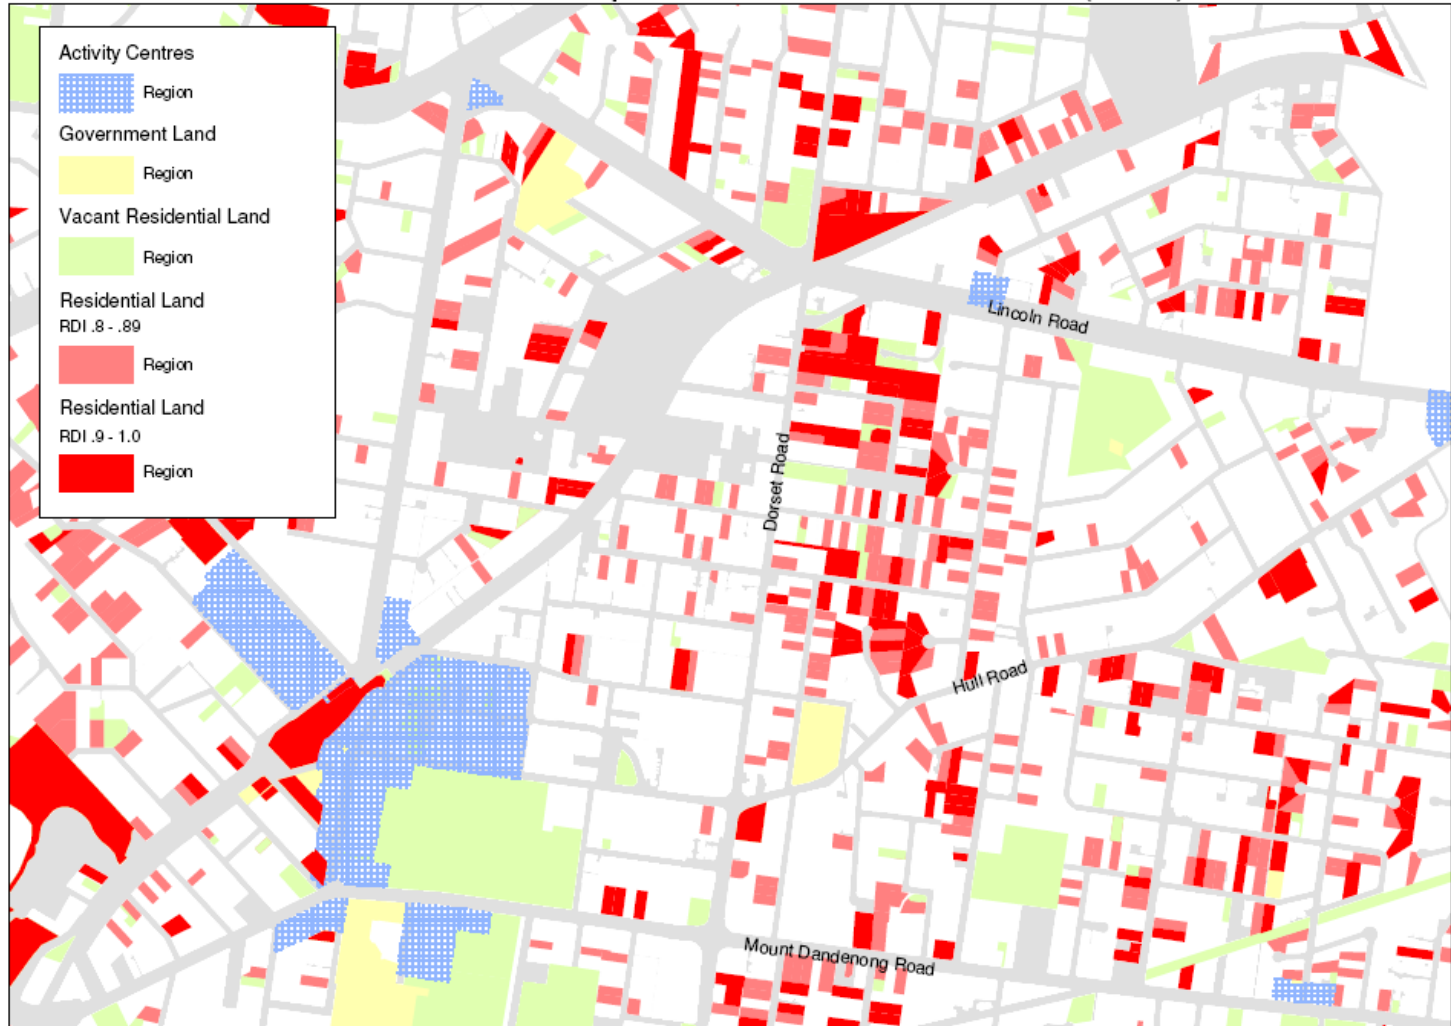 Activity Centres
Region
Government Land
Region
Vacant Residential Land
Region
Residential Land
RDI .8 - .89
Region
Residential Land
RDI .9 - 1.0
Region
Lincoln Road
Dorset Road
Hull Road
Mount Dandenong Road